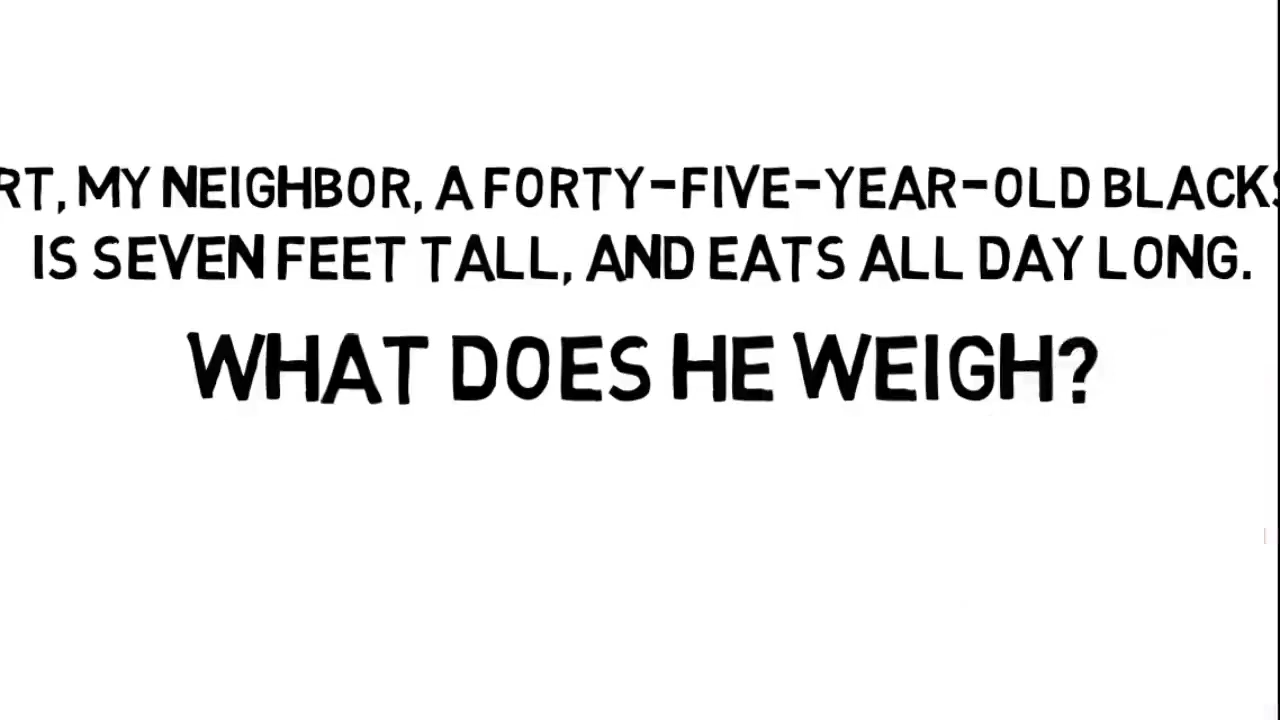 RT, MY NEIGHBOR, A FORTY-FIVE-YEAR-OLD BLACKS
IS SEVEN FEET TALL, AND EATS ALL DAY LONG.
WHAT DOES HE WEIGH?